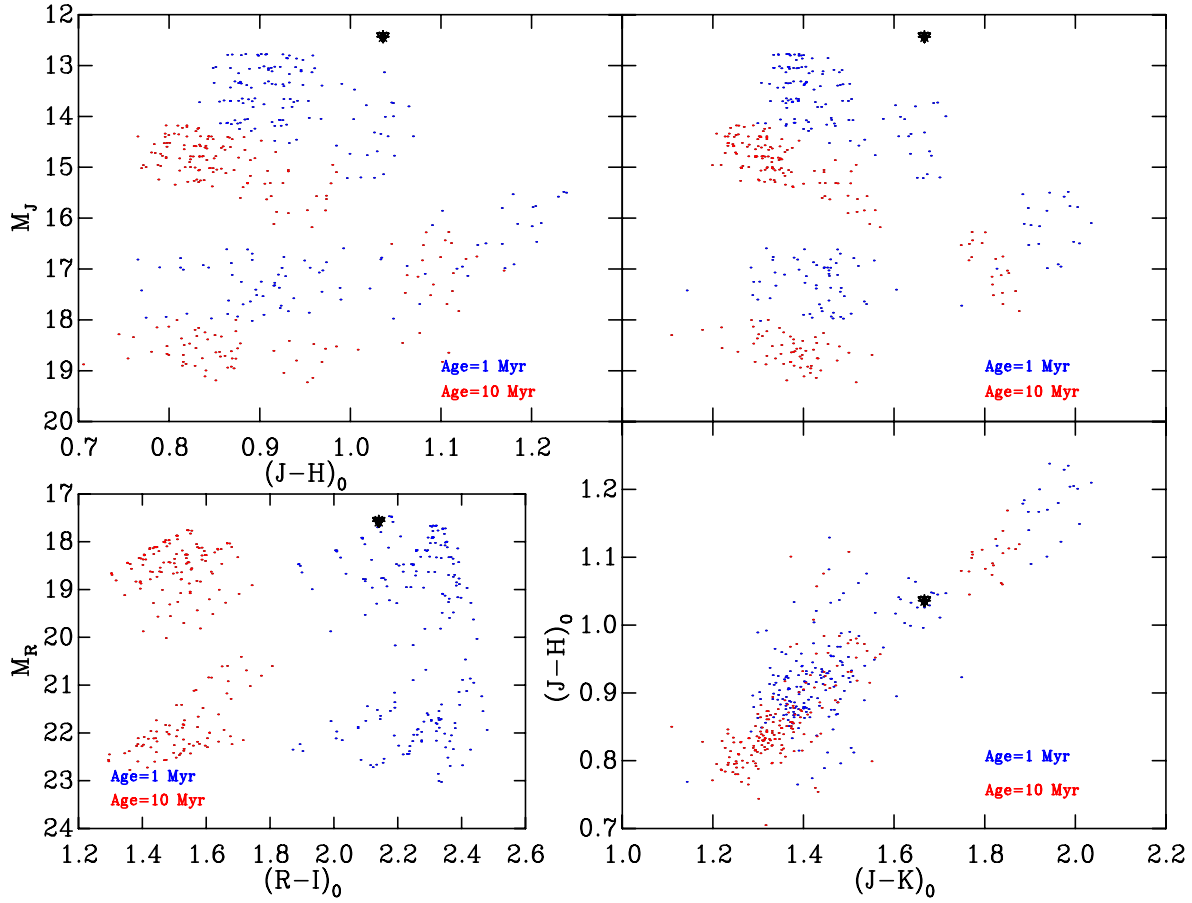 12
13
14
15
16
17
18
19
20
M_J
Age=1 Myr
Age=10 Myr
0.7 0.8 0.9 1.0 1.1 1.2
(J−H)_0
Age=1 Myr
Age=10 Myr
17
18
19
20
21
22
23
24
M_R
Age=1 Myr
Age=10 Myr
1.2 1.4 1.6 1.8 2.0 2.2 2.4 2.6
(R−I)_0
1.2
1.1
1.0
0.9
0.8
0.7
(J−H)_0
Age=1 Myr
Age=10 Myr
1.0 1.2 1.4 1.6 1.8 2.0 2.2
(J−K)_0